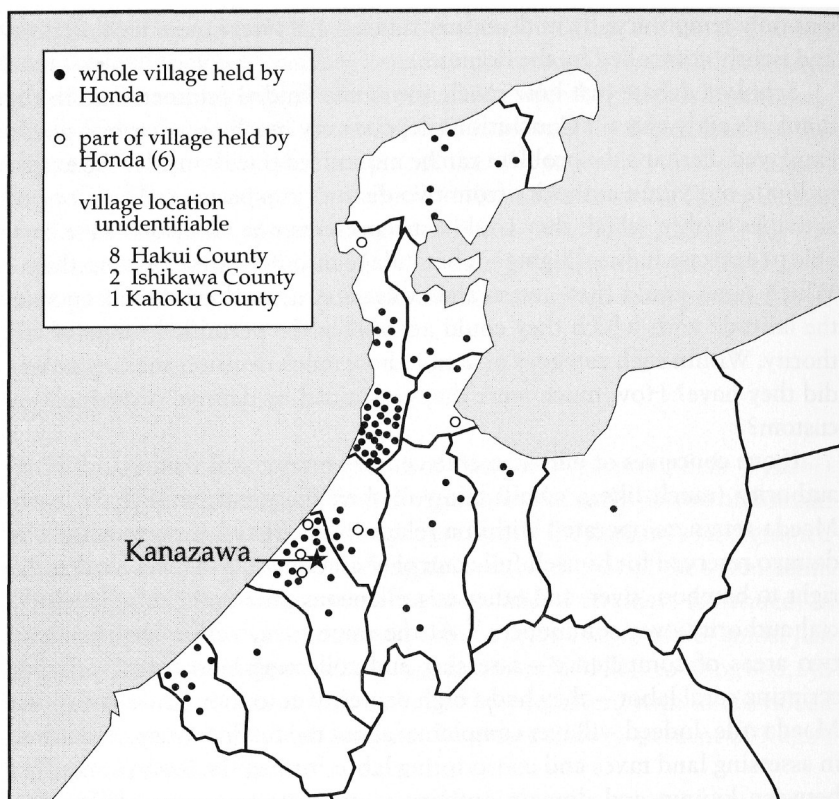 whole village held by
Honda
part of village held by
Honda (6)
village location
unidentifiable
8 Hakui County
2 Ishikawa County
1 Kahoku County
Kanazawa